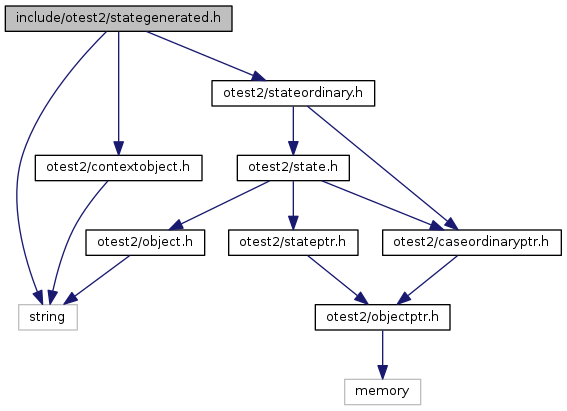 include/otest2/stategenerated.h
otest2/stateordinary.h
otest2/contextobject.h
otest2/state.h
otest2/object.h
otest2/stateptr.h
otest2/caseordinaryptr.h
string
otest2/objectptr.h
memory